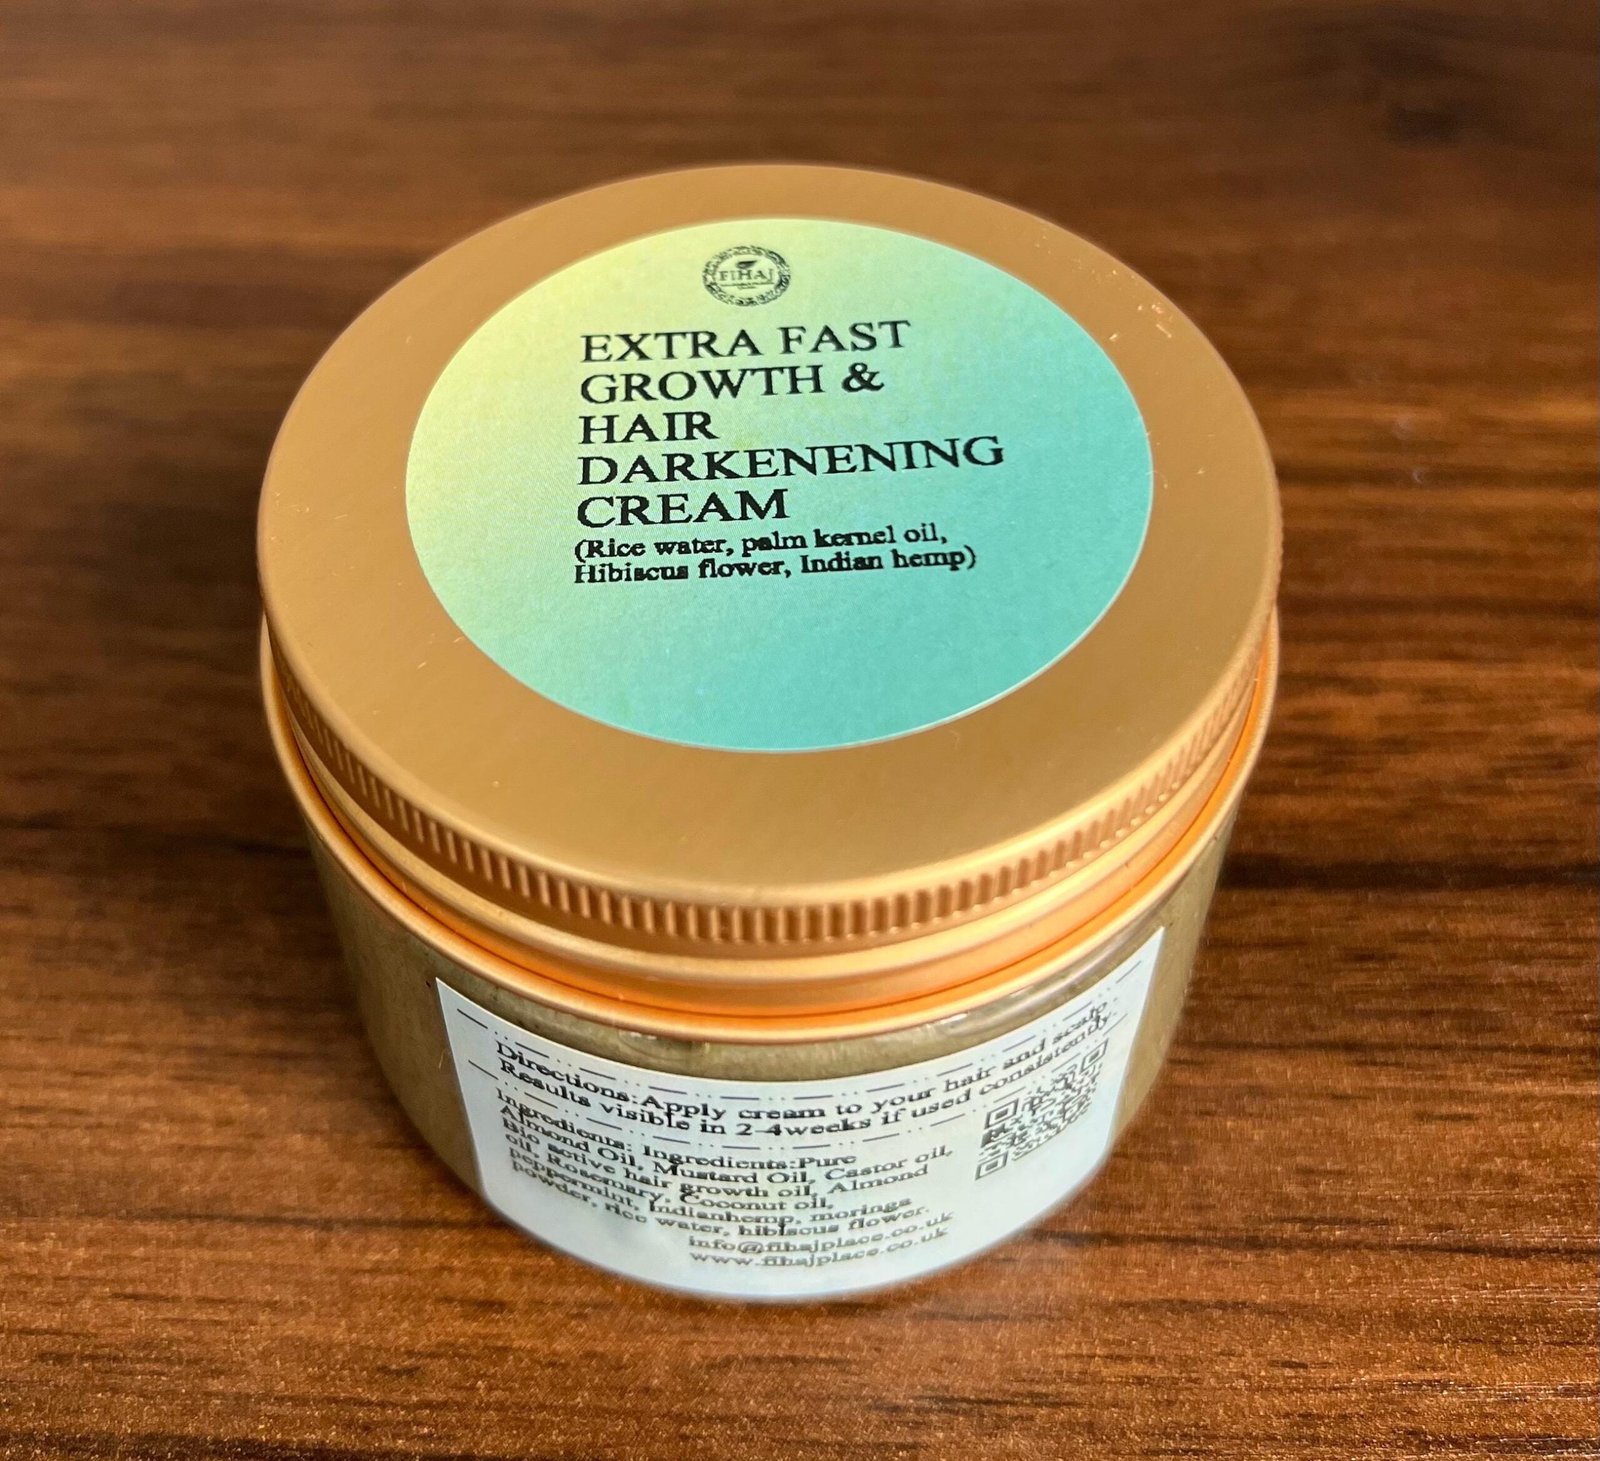 FIHAJ
EXTRA FAST
GROWTH &
HAIR
DARKENENING
CREAM
(Rice water, palm kernel oil,
Hibiscus flower, Indian hemp)
Directions:Apply cream to your hair and scalp
Results visible in 2-4weeks if used consistently.
Ingredients: Ingredients:Pure
Almond Oil, Mustard Oil, Castor oil,
Bio active hair growth oil, Almond
oil, Rosemary, Coconut oil,
peppermint, Indianhemp, moringa
powder, rice water, hibiscus flower.
info@fihajplace.co.uk
www.fihajplace.co.uk